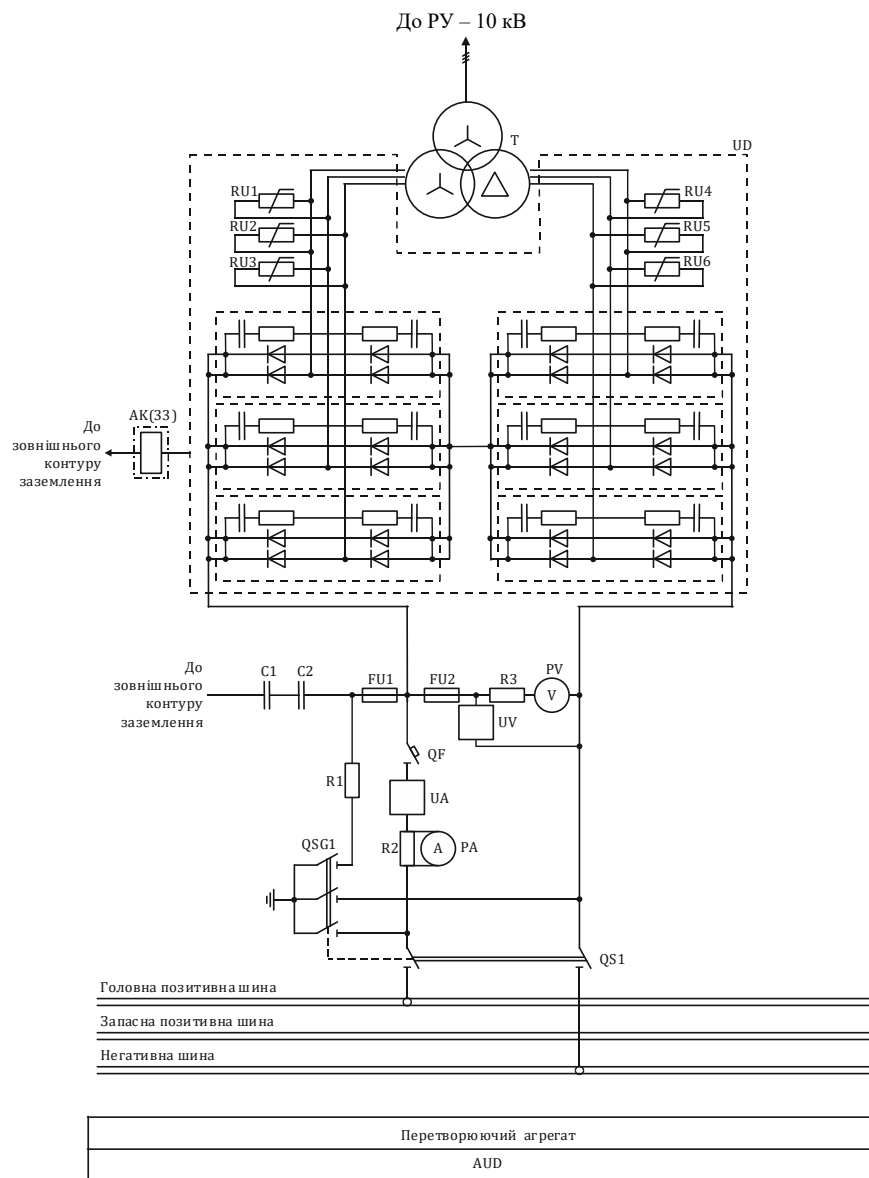 До РУ – 10 кВ
T
UD
RU1
RU4
RU2
RU5
RU3
RU6
АК(33)
До
зовнішнього
контуру
заземлення
До
зовнішнього
контуру
заземлення
C1
C2
FU1
FU2
R3
PV
V
UV
QF
R1
UA
QSG1
R2
A
PA
QS1
Головна позитивна шина
Запасна позитивна шина
Негативна шина
Перетворюючий агрегат
AUD